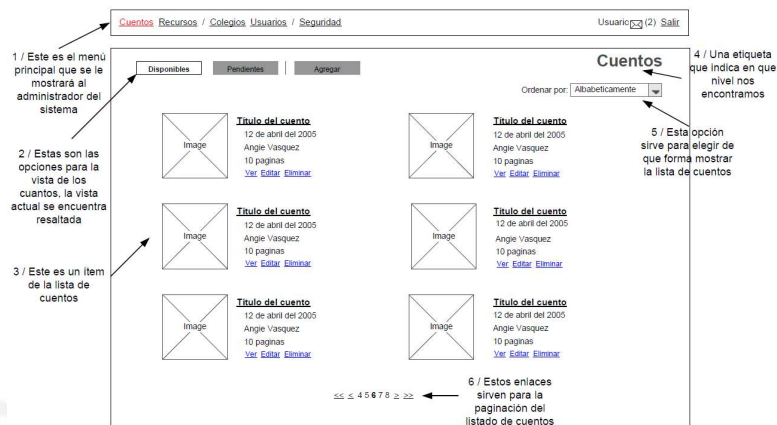 Cuentos Recursos / Colegios Usuarios / Seguridad
Usuario (2) Salir
1 / Este es el menú
principal que se le
mostrará al
administrador del
sistema
Disponibles Pendientes Agregar
Cuentos
4 / Una etiqueta
que indica en que
nivel nos
encontramos
Ordenar por: Albabeticamente
2 / Estas son las
opciones para la
vista de los
cuantos, la vista
actual se encuentra
resaltada
5 / Esta opción
sirve para elegir de
que forma mostrar
la lista de cuentos
Image
Titulo del cuento
12 de abril del 2005
Angie Vasquez
10 paginas
Ver Editar Eliminar
Image
Titulo del cuento
12 de abril del 2005
Angie Vasquez
10 paginas
Ver Editar Eliminar
3 / Este es un ítem
de la lista de
cuentos
Image
Titulo del cuento
12 de abril del 2005
Angie Vasquez
10 paginas
Ver Editar Eliminar
Image
Titulo del cuento
12 de abril del 2005
Angie Vasquez
10 paginas
Ver Editar Eliminar
Image
Titulo del cuento
12 de abril del 2005
Angie Vasquez
10 paginas
Ver Editar Eliminar
Image
Titulo del cuento
12 de abril del 2005
Angie Vasquez
10 paginas
Ver Editar Eliminar
<< < 4 5 6 7 8 > >>
6 / Estos enlaces
sirven para la
paginación del
listado de cuentos